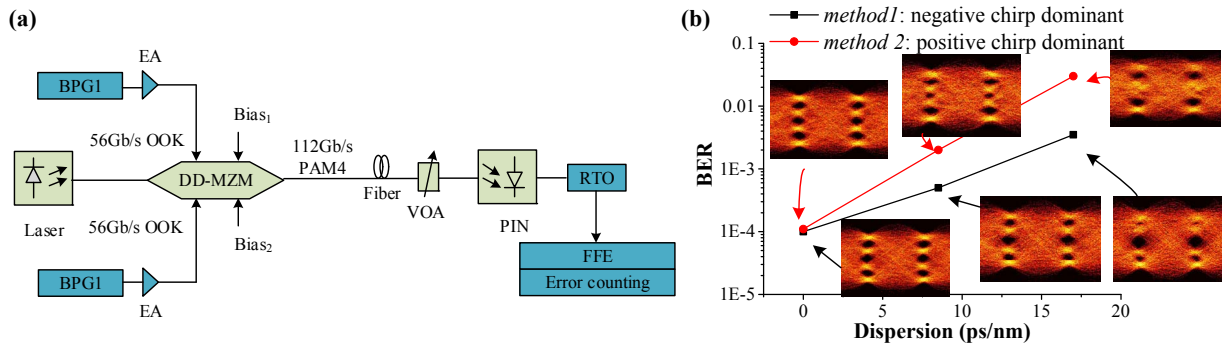 (a)
EA
BPG1
56Gb/s OOK
Bias₁
112Gb/s
PAM4
DD-MZM
Fiber
VOA
RTO
Laser
56Gb/s OOK
Bias₂
PIN
FFE
Error counting
BPG1
EA
(b)
method1: negative chirp dominant
method 2: positive chirp dominant
0.1
0.01
1E-3
1E-4
1E-5
BER
0 5 10 15 20 25
Dispersion (ps/nm)